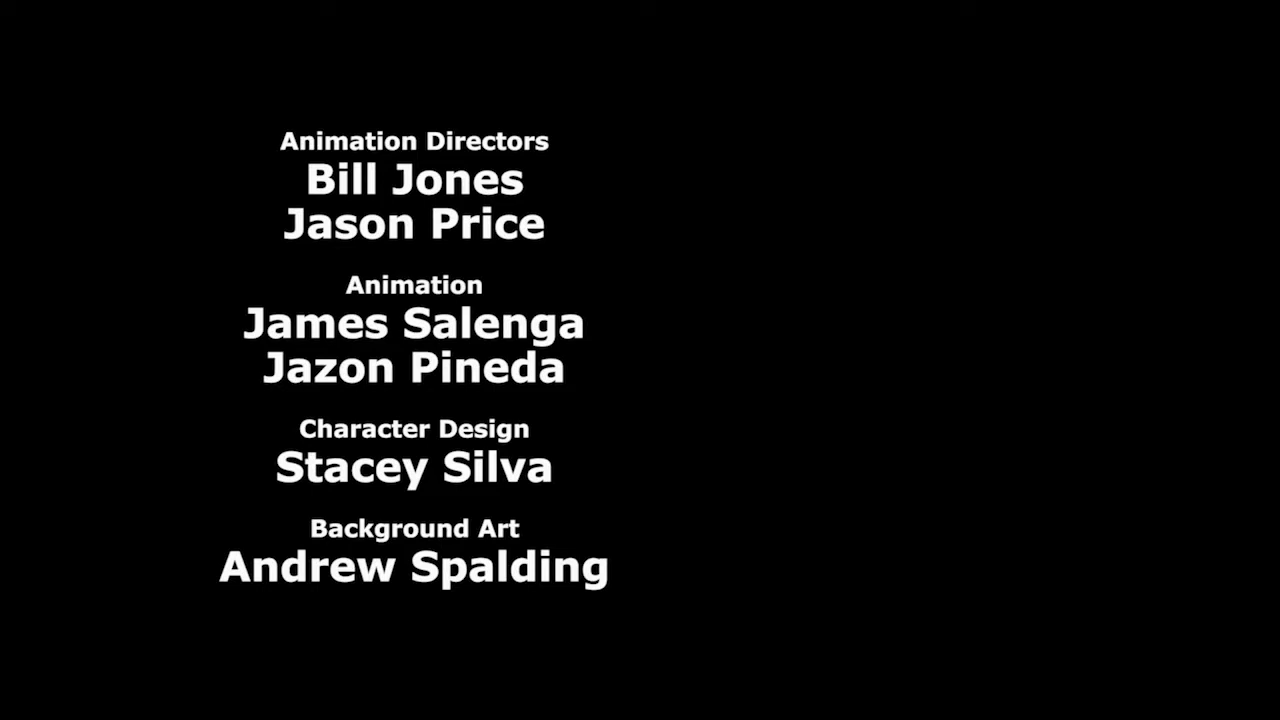 Animation Directors
Bill Jones
Jason Price
Animation
James Salenga
Jazon Pineda
Character Design
Stacey Silva
Background Art
Andrew Spalding